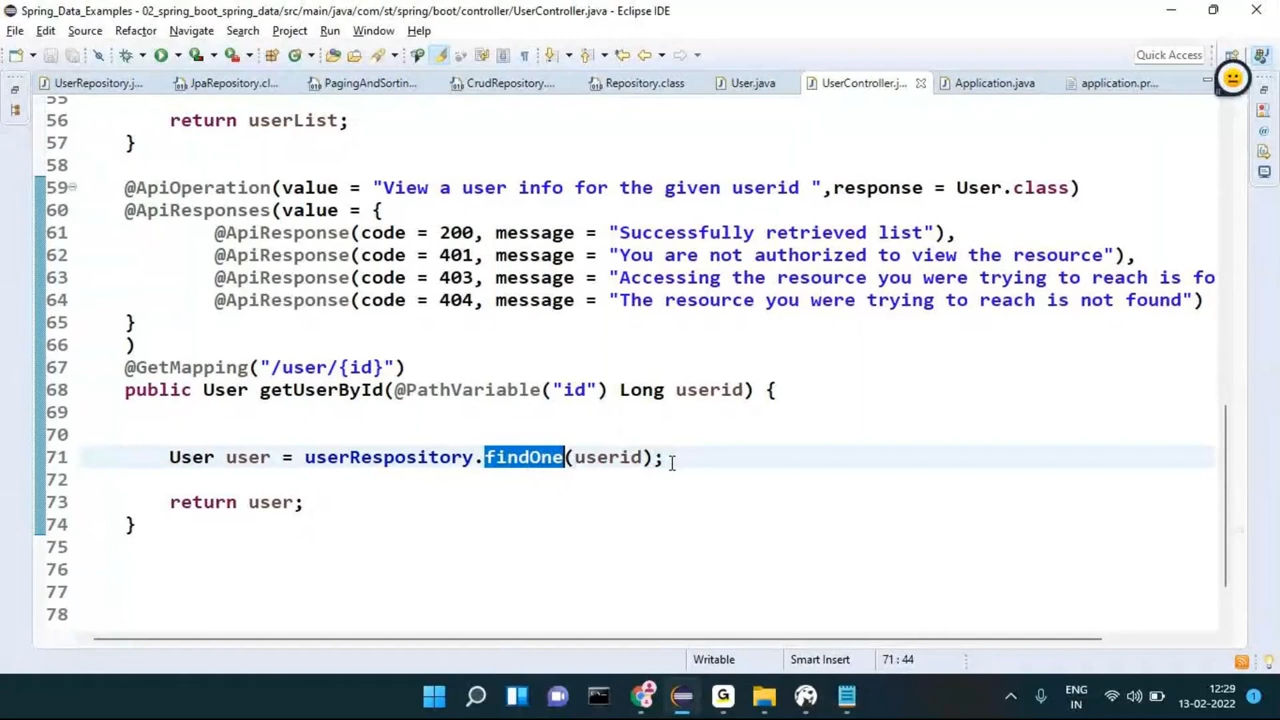 Spring_Data_Examples - 02_spring_boot_spring_data/src/main/java/com/st/spring/boot/controller/UserController.java - Eclipse IDE
File Edit Source Refactor Navigate Search Project Run Window Help
Quick Access
UserRepository.j... JpaRepository.cl... PagingAndSortin... CrudRepository.... Repository.class User.java UserController.j... Application.java application.pr...
55
56 return userList;
57 }
58
59 @ApiOperation(value = "View a user info for the given userid ",response = User.class)
60 @ApiResponses(value = {
61 @ApiResponse(code = 200, message = "Successfully retrieved list"),
62 @ApiResponse(code = 401, message = "You are not authorized to view the resource"),
63 @ApiResponse(code = 403, message = "Accessing the resource you were trying to reach is fo
64 @ApiResponse(code = 404, message = "The resource you were trying to reach is not found")
65 }
66 )
67 @GetMapping("/user/{id}")
68 public User getUserById(@PathVariable("id") Long userid) {
69
70
71 User user = userRespository.findOne(userid);
72
73 return user;
74 }
75
76
77
78
Writable Smart Insert 71 : 44
ENG 12:29
IN 13-02-2022